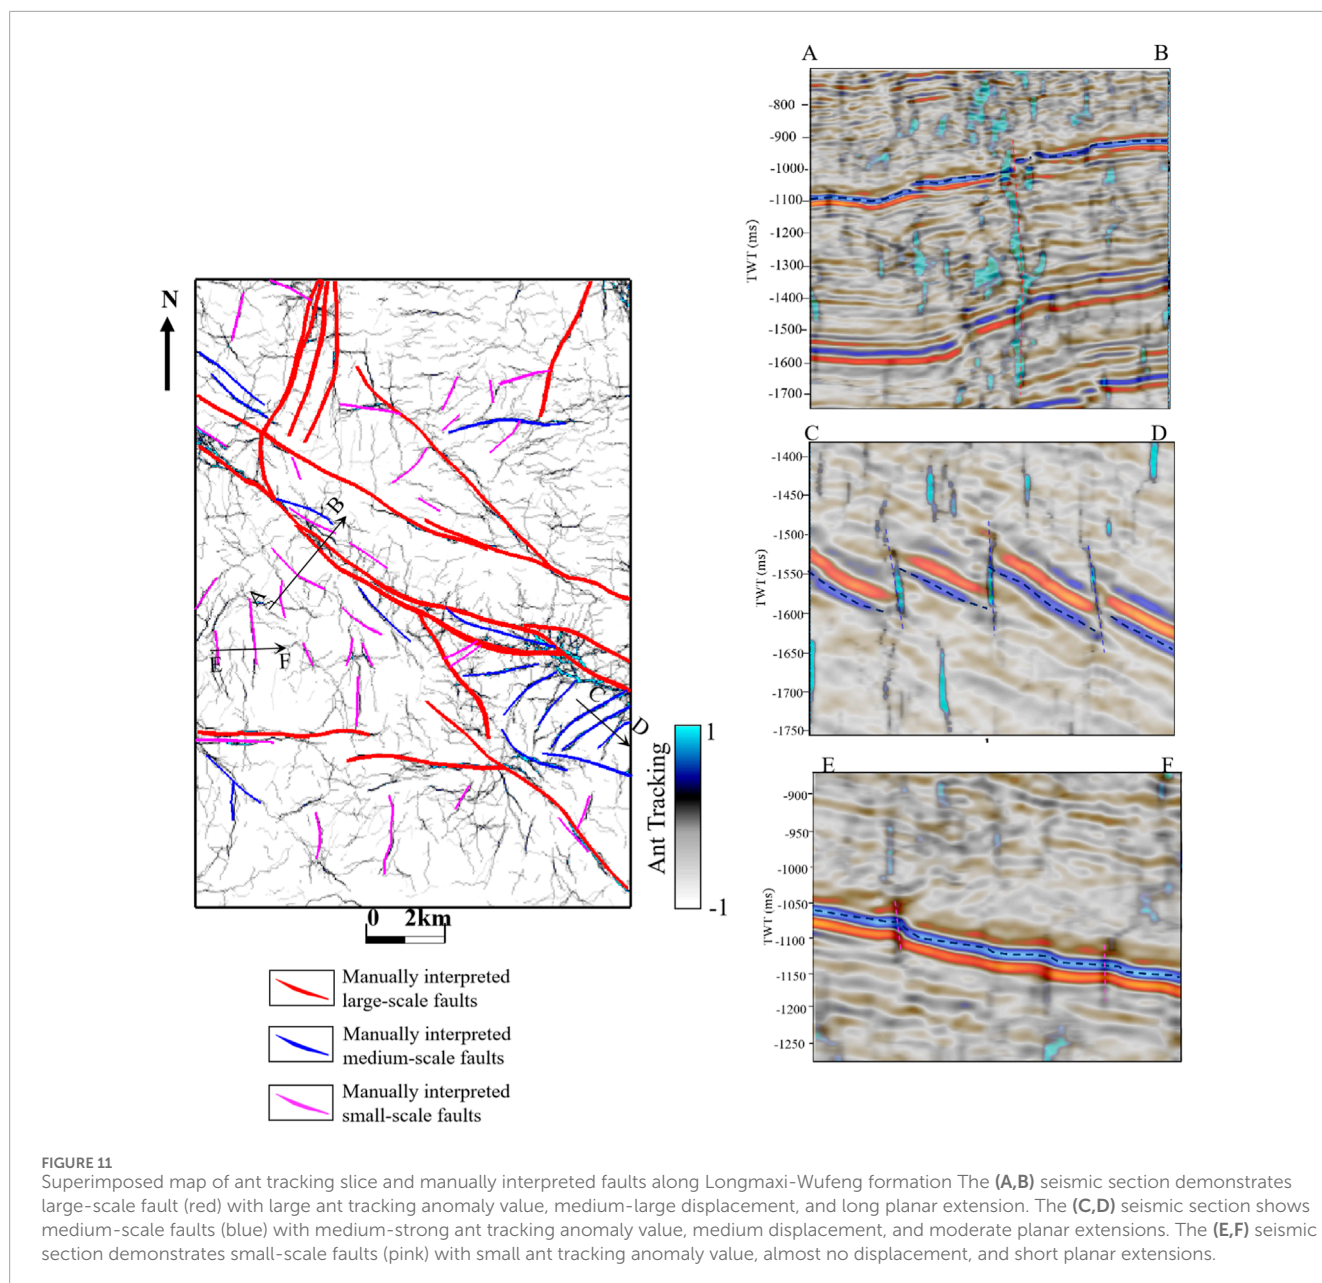 A B
-800
-900
-1000
-1100
-1200
-1300
-1400
-1500
-1600
-1700
TWT (ms)
N
B
A
E
F
C
D
C D
-1400
-1450
-1500
-1550
-1600
-1650
-1700
-1750
TWT (ms)
1
-1
Ant Tracking
E F
-900
-950
-1000
-1050
-1100
-1150
-1200
-1250
TWT (ms)
0 2km
Manually interpreted
large-scale faults
Manually interpreted
medium-scale faults
Manually interpreted
small-scale faults
FIGURE 11
Superimposed map of ant tracking slice and manually interpreted faults along Longmaxi-Wufeng formation The (A,B) seismic section demonstrates
large-scale fault (red) with large ant tracking anomaly value, medium-large displacement, and long planar extension. The (C,D) seismic section shows
medium-scale faults (blue) with medium-strong ant tracking anomaly value, medium displacement, and moderate planar extensions. The (E,F) seismic
section demonstrates small-scale faults (pink) with small ant tracking anomaly value, almost no displacement, and short planar extensions.